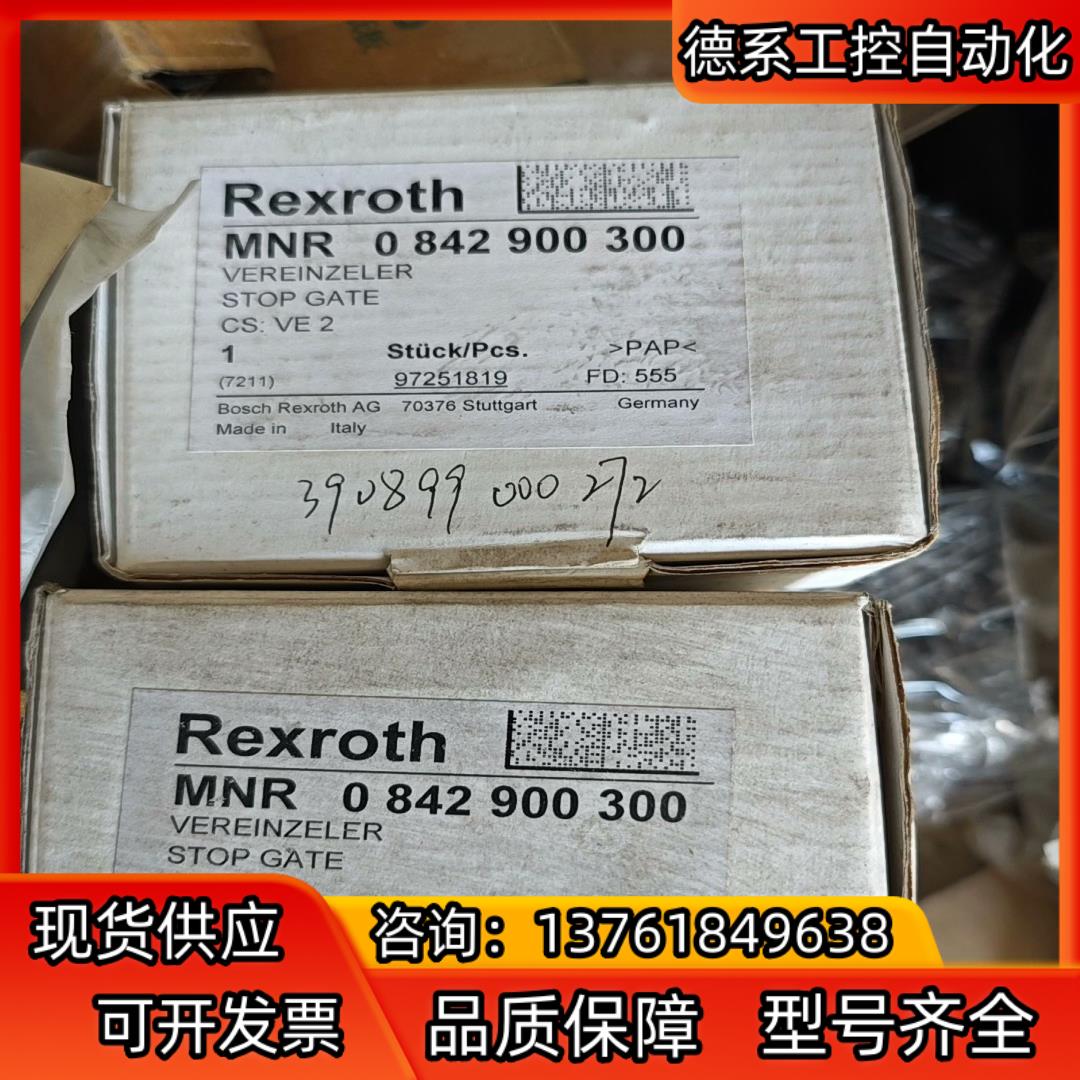 德系工控自动化
Rexroth
MNR 0 842 900 300
VEREINZELER
STOP GATE
CS: VE 2
1 Stück/Pcs. >PAP<
(7211) 97251819 FD: 555
Bosch Rexroth AG 70376 Stuttgart Germany
Made in Italy
390899 000 272
Rexroth
MNR 0 842 900 300
VEREINZELER
STOP GATE
现货供应
咨询：13761849638
可开发票 品质保障 型号齐全